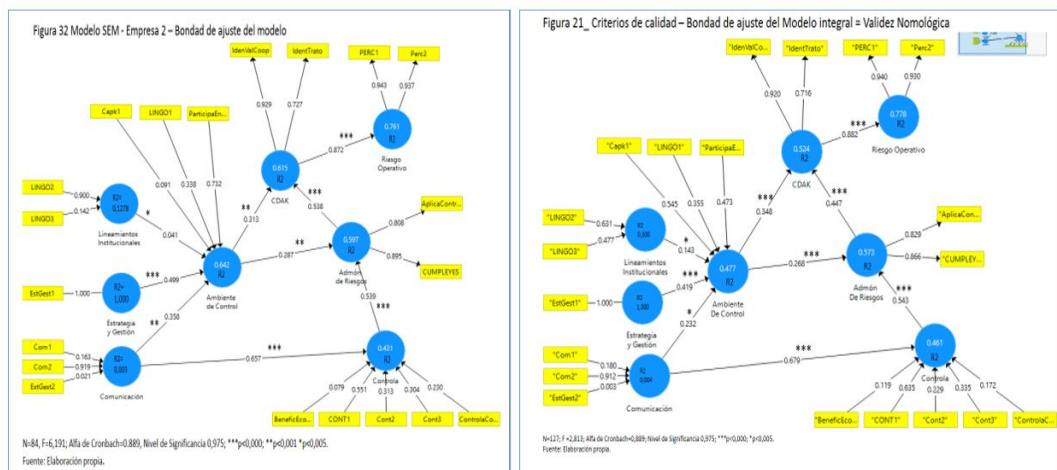 Figura 32 Modelo SEM - Empresa 2 – Bondad de ajuste del modelo
IdenValCoop
IdentTrato
PERC1
Perc2
0.929
0.727
0.943
0.937
Capk1
LINGO1
ParticipaEn...
0.761
R2
Riesgo
Operativo
***
0.872
0.615
R2
CDAK
0.091
0.338
0.732
LINGO2
LINGO3
0.900
0.142
R2=
0,1278
Lineamientos
Institucionales
*
0.041
**
0.313
***
0.538
AplicaContr...
0.808
0.597
R2
Admón
de Riesgos
0.895
CUMPLEYES
**
0.287
0.642
R2
Ambiente
de Control
***
0.499
EstGest1
1.000
R2=
1,000
Estrategia
y Gestión
**
0.358
0.539
***
Com1
Com2
EstGest2
0.163
0.919
0.021
R2=
0,003
Comunicación
***
0.657
0.431
R2
Controla
0.079
0.551
0.313
0.304
0.230
BeneficEco...
CONT1
Cont2
Cont3
ControlaCo...
N=84, F=6,191; Alfa de Cronbach=0.889, Nivel de Significancia 0,975; ***p<0,000; **p<0,001 *p<0,005.
Fuente: Elaboración propia.
Figura 21_ Criterios de calidad – Bondad de ajuste del Modelo integral = Validez Nomológica
"IdenValCo...
"IdentTrato"
"PERC1"
"Perc2"
0.920
0.716
0.940
0.930
"Capk1"
"LINGO1"
"ParticipaE...
***
0.882
0.778
R2
Riesgo Operativo
0.524
R2
CDAK
0.545
0.355
0.473
"LINGO2"
"LINGO3"
0.631
0.477
R2
0,300
Lineamientos
Institucionales
*
0.143
***
0.348
***
0.447
"AplicaCon...
0.829
0.573
R2
Admón
De Riesgos
0.866
"CUMPLEY...
***
0.268
0.477
R2
Ambiente
De Control
***
0.419
"EstGest1"
1.000
R2
1,000
Estrategia
y Gestión
*
0.232
***
0.543
"Com1"
"Com2"
"EstGest2"
0.180
0.912
0.003
R2
0,004
Comunicación
***
0.679
0.461
R2
Controla
0.119
0.635
0.229
0.335
0.172
"BeneficEc...
"CONT1"
"Cont2"
"Cont3"
"ControlaC...
N=127; F =2,813; Alfa de Cronbach=0,889; Nivel de Significancia 0,975; ***p<0,000; *p<0,005.
Fuente: Elaboración propia.